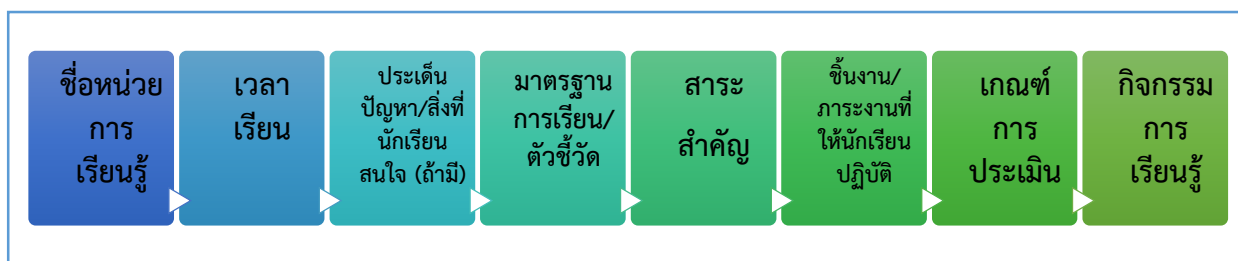 ชื่อหน่วย
การ
เรียนรู้
เวลา
เรียน
ประเด็น
ปัญหา/สิ่งที่
นักเรียน
สนใจ (ถ้ามี)
มาตรฐาน
การเรียน/
ตัวชี้วัด
สาระ
สำคัญ
ชิ้นงาน/
ภาระงานที่
ให้นักเรียน
ปฏิบัติ
เกณฑ์
การ
ประเมิน
กิจกรรม
การ
เรียนรู้